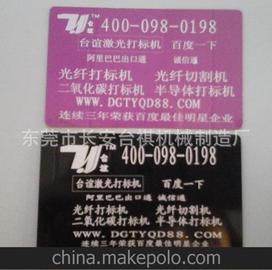 TM
台谊
400-098-0198
台谊激光打标机 百度一下
阿里巴巴出口通 诚信通
光纤打标机 光纤切割机
二氧化碳打标机 半导体打标机
WWW.DGTYQD88.COM
连续三年荣获百度最佳明星企业
东莞市长安台祺机械制造厂
TM
台谊
400-098-0198
台谊激光打标机 百度一下
阿里巴巴出口通 诚信通
光纤打标机 光纤切割机
二氧化碳打标机 半导体打标机
WWW.DGTYQD88.COM
连续三年荣获百度最佳明星企业
www.makepolo.com